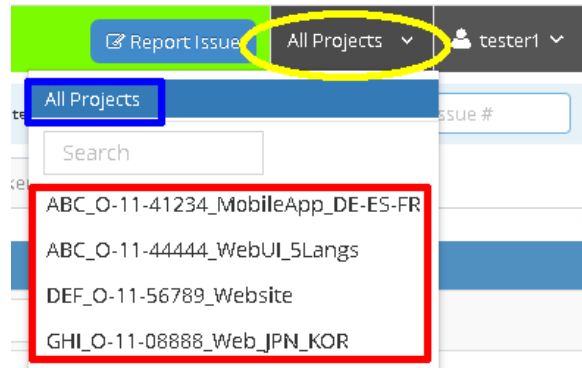 Report Issue All Projects tester1
All Projects
ssue #
Search
ABC_O-11-41234_MobileApp_DE-ES-FR
ABC_O-11-44444_WebUI_5Langs
DEF_O-11-56789_Website
GHI_O-11-08888_Web_JPN_KOR